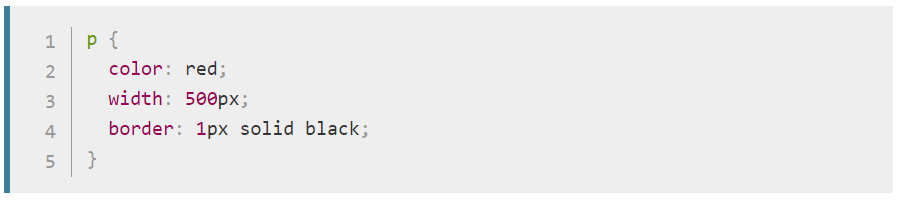 1 p {
2   color: red;
3   width: 500px;
4   border: 1px solid black;
5 }